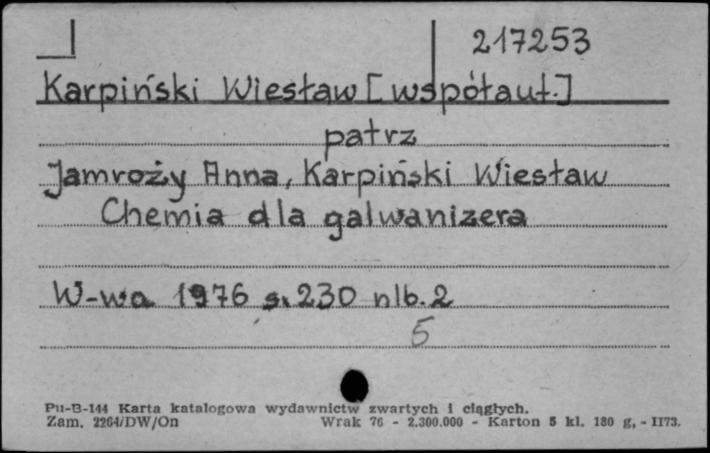 217253
Karpiński Wiesław [współaut.]
patrz
Jamroży Anna, Karpiński Wiesław
Chemia dla galwanizera
W-wa 1976 s. 230 nlb. 2
5
Pu-B-144 Karta katalogowa wydawnictw zwartych i ciągłych.
Zam. 2264/DW/On Wrak 76 - 2.300.000 - Karton 5 kl. 180 g, - II73.